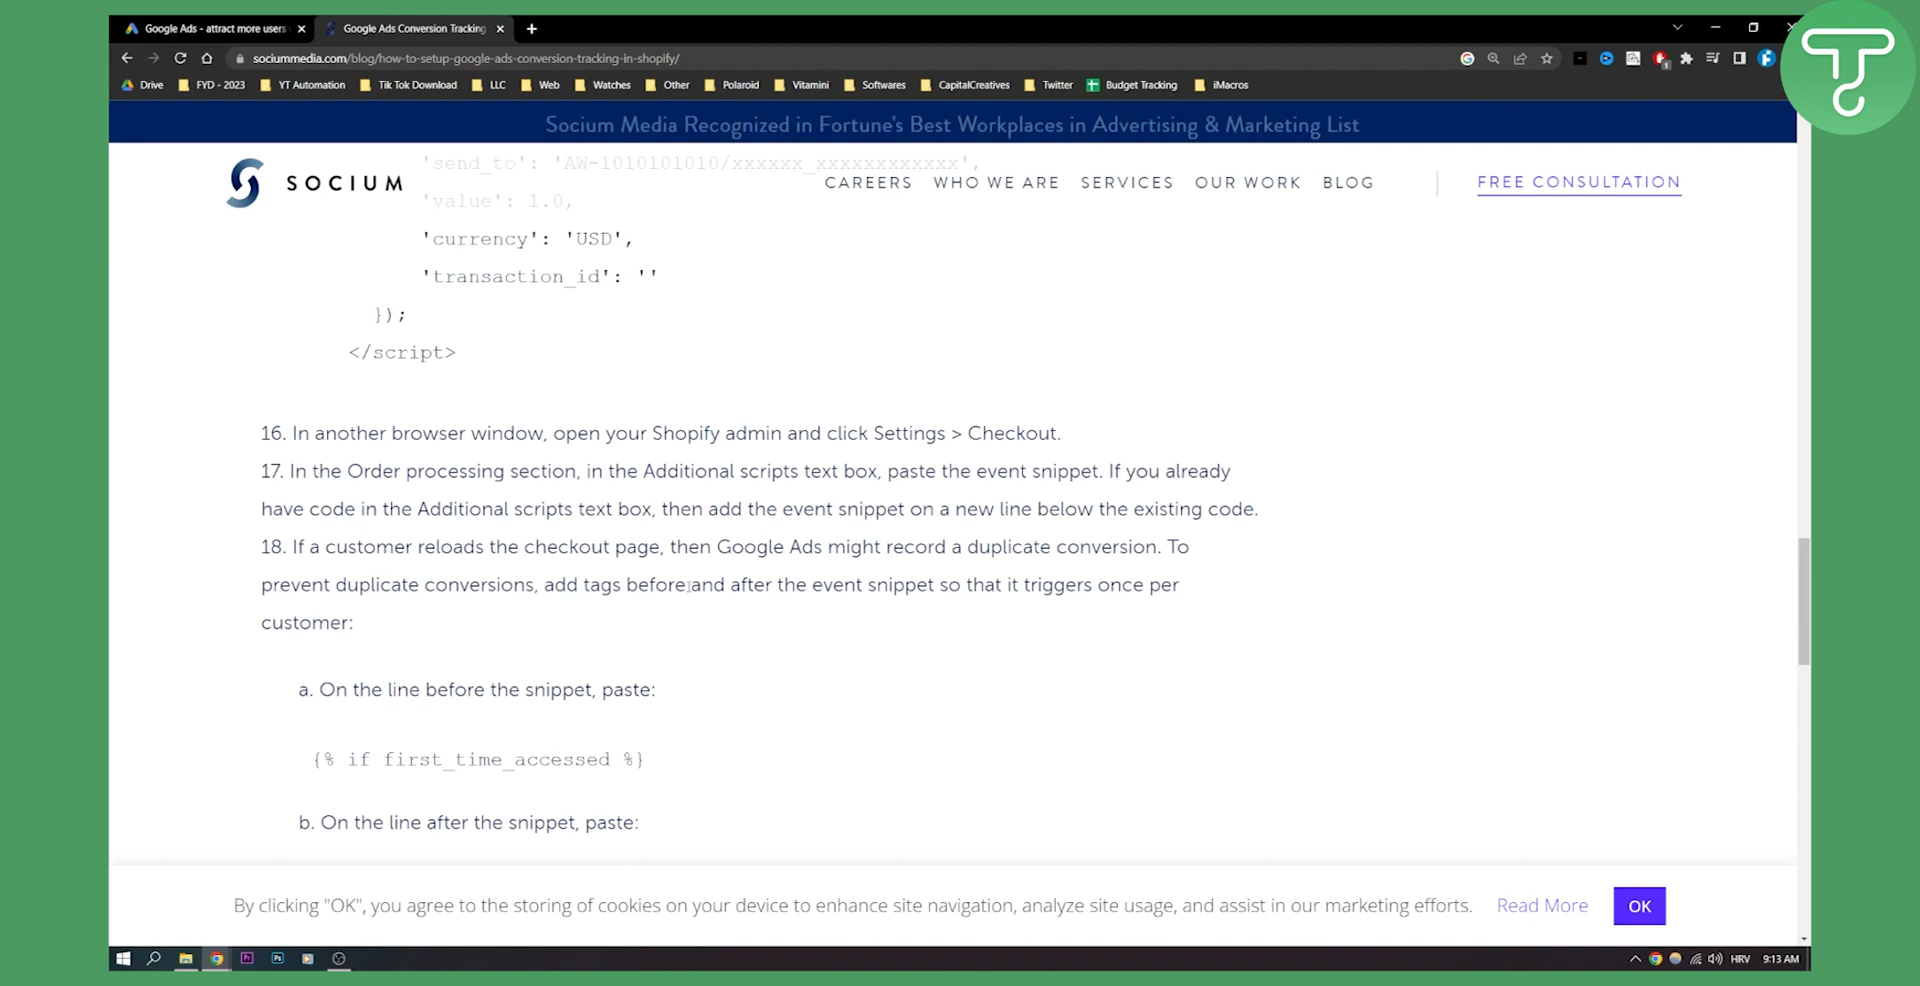 Google Ads - attract more users
Google Ads Conversion Tracking
sociummedia.com/blog/how-to-setup-google-ads-conversion-tracking-in-shopify/
Drive FYD - 2023 YT Automation Tik Tok Download LLC Web Watches Other Polaroid Vitamini Softwares CapitalCreatives Twitter Budget Tracking iMacros
Socium Media Recognized in Fortune's Best Workplaces in Advertising & Marketing List
'send_to': 'AW-1010101010/xxxxxx_xxxxxxxxxxxx',
SOCIUM
CAREERS WHO WE ARE SERVICES OUR WORK BLOG FREE CONSULTATION
'value': 1.0,
'currency': 'USD',
'transaction_id': ''
});
</script>
16. In another browser window, open your Shopify admin and click Settings > Checkout.
17. In the Order processing section, in the Additional scripts text box, paste the event snippet. If you already
have code in the Additional scripts text box, then add the event snippet on a new line below the existing code.
18. If a customer reloads the checkout page, then Google Ads might record a duplicate conversion. To
prevent duplicate conversions, add tags before and after the event snippet so that it triggers once per
customer:
a. On the line before the snippet, paste:
{% if first_time_accessed %}
b. On the line after the snippet, paste:
By clicking "OK", you agree to the storing of cookies on your device to enhance site navigation, analyze site usage, and assist in our marketing efforts. Read More OK
HRV 9:13 AM